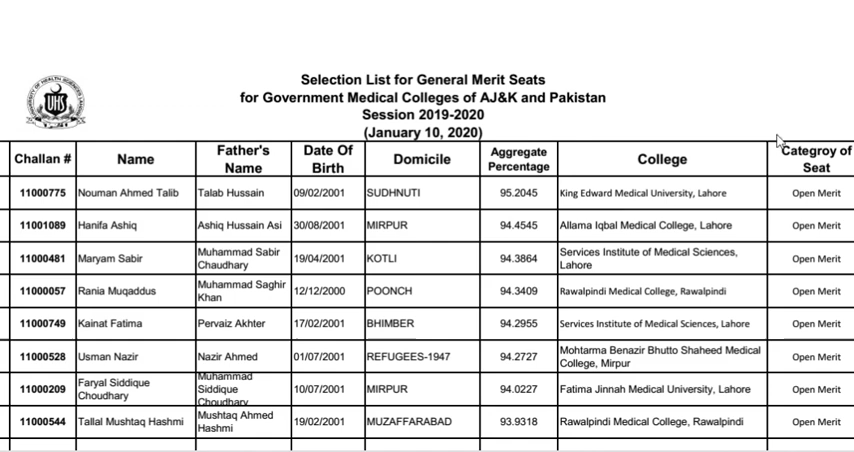 Selection List for General Merit Seats
for Government Medical Colleges of AJ&K and Pakistan
Session 2019-2020
(January 10, 2020)
UHS
Challan # Name Father's Name Date Of Birth Domicile Aggregate Percentage College Categroy of Seat
11000775 Nouman Ahmed Talib Talab Hussain 09/02/2001 SUDHNUTI 95.2045 King Edward Medical University, Lahore Open Merit
11001089 Hanifa Ashiq Ashiq Hussain Asi 30/08/2001 MIRPUR 94.4545 Allama Iqbal Medical College, Lahore Open Merit
11000481 Maryam Sabir Muhammad Sabir Chaudhary 19/04/2001 KOTLI 94.3864 Services Institute of Medical Sciences, Lahore Open Merit
11000057 Rania Muqaddus Muhammad Saghir Khan 12/12/2000 POONCH 94.3409 Rawalpindi Medical College, Rawalpindi Open Merit
11000749 Kainat Fatima Pervaiz Akhter 17/02/2001 BHIMBER 94.2955 Services Institute of Medical Sciences, Lahore Open Merit
11000528 Usman Nazir Nazir Ahmed 01/07/2001 REFUGEES-1947 94.2727 Mohtarma Benazir Bhutto Shaheed Medical College, Mirpur Open Merit
11000209 Faryal Siddique Choudhary Muhammad Siddique Choudhary 10/07/2001 MIRPUR 94.0227 Fatima Jinnah Medical University, Lahore Open Merit
11000544 Tallal Mushtaq Hashmi Mushtaq Ahmed Hashmi 19/02/2001 MUZAFFARABAD 93.9318 Rawalpindi Medical College, Rawalpindi Open Merit